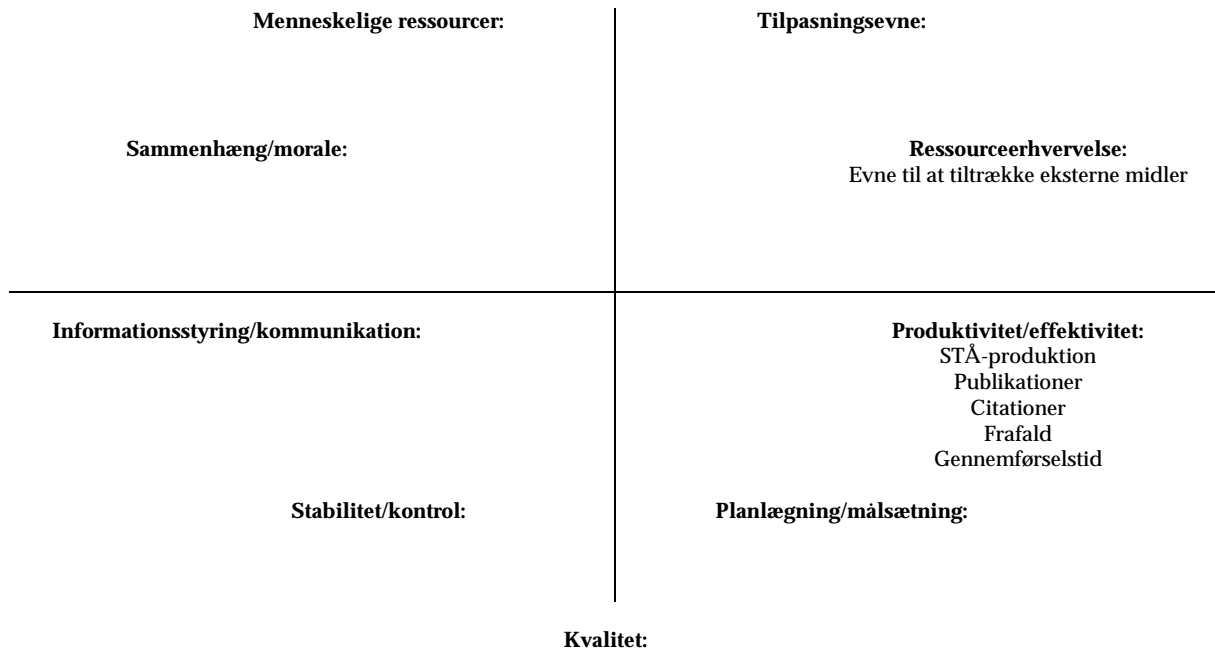 Menneskelige ressourcer:
Tilpasningsevne:
Sammenhæng/morale:
Ressourceerhvervelse:
Evne til at tiltrække eksterne midler
Informationsstyring/kommunikation:
Produktivitet/effektivitet:
STÅ-produktion
Publikationer
Citationer
Frafald
Gennemførselstid
Stabilitet/kontrol:
Planlægning/målsætning:
Kvalitet: